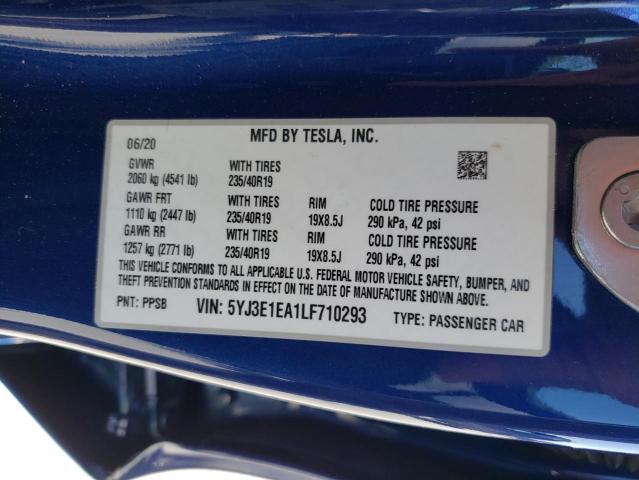 MFD BY TESLA, INC.
06/20
GVWR WITH TIRES
2060 kg (4541 lb) 235/40R19
GAWR FRT WITH TIRES RIM COLD TIRE PRESSURE
1110 kg (2447 lb) 235/40R19 19X8.5J 290 kPa, 42 psi
GAWR RR WITH TIRES RIM COLD TIRE PRESSURE
1257 kg (2771 lb) 235/40R19 19X8.5J 290 kPa, 42 psi
THIS VEHICLE CONFORMS TO ALL APPLICABLE U.S. FEDERAL MOTOR VEHICLE SAFETY, BUMPER, AND
THEFT PREVENTION STANDARDS IN EFFECT ON THE DATE OF MANUFACTURE SHOWN ABOVE.
PNT: PPSB VIN: 5YJ3E1EA1LF710293 TYPE: PASSENGER CAR